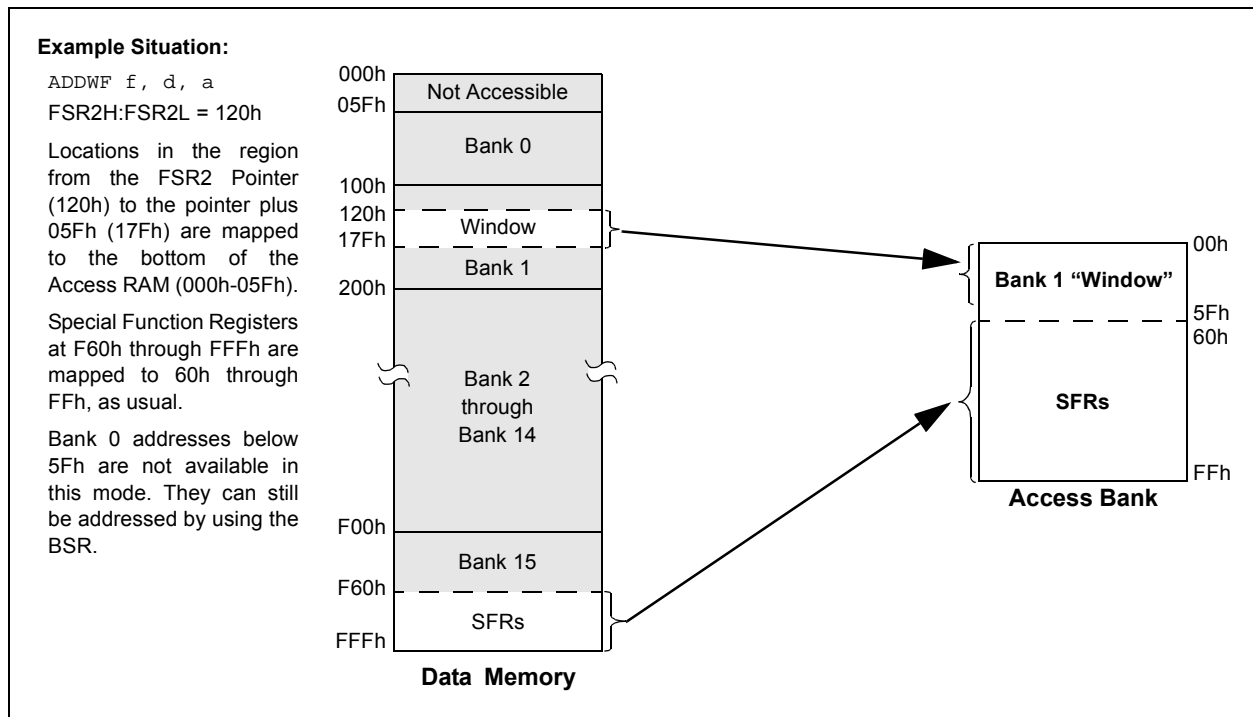 Example Situation:
ADDWF f, d, a
FSR2H:FSR2L = 120h
Locations in the region
from the FSR2 Pointer
(120h) to the pointer plus
05Fh (17Fh) are mapped
to the bottom of the
Access RAM (000h-05Fh).
Special Function Registers
at F60h through FFFh are
mapped to 60h through
FFh, as usual.
Bank 0 addresses below
5Fh are not available in
this mode. They can still
be addressed by using the
BSR.
000h
Not Accessible
05Fh
Bank 0
100h
120h
Window
17Fh
Bank 1
200h
Bank 2
through
Bank 14
F00h
Bank 15
F60h
SFRs
FFFh
Data Memory
00h
Bank 1 “Window”
5Fh
60h
SFRs
FFh
Access Bank